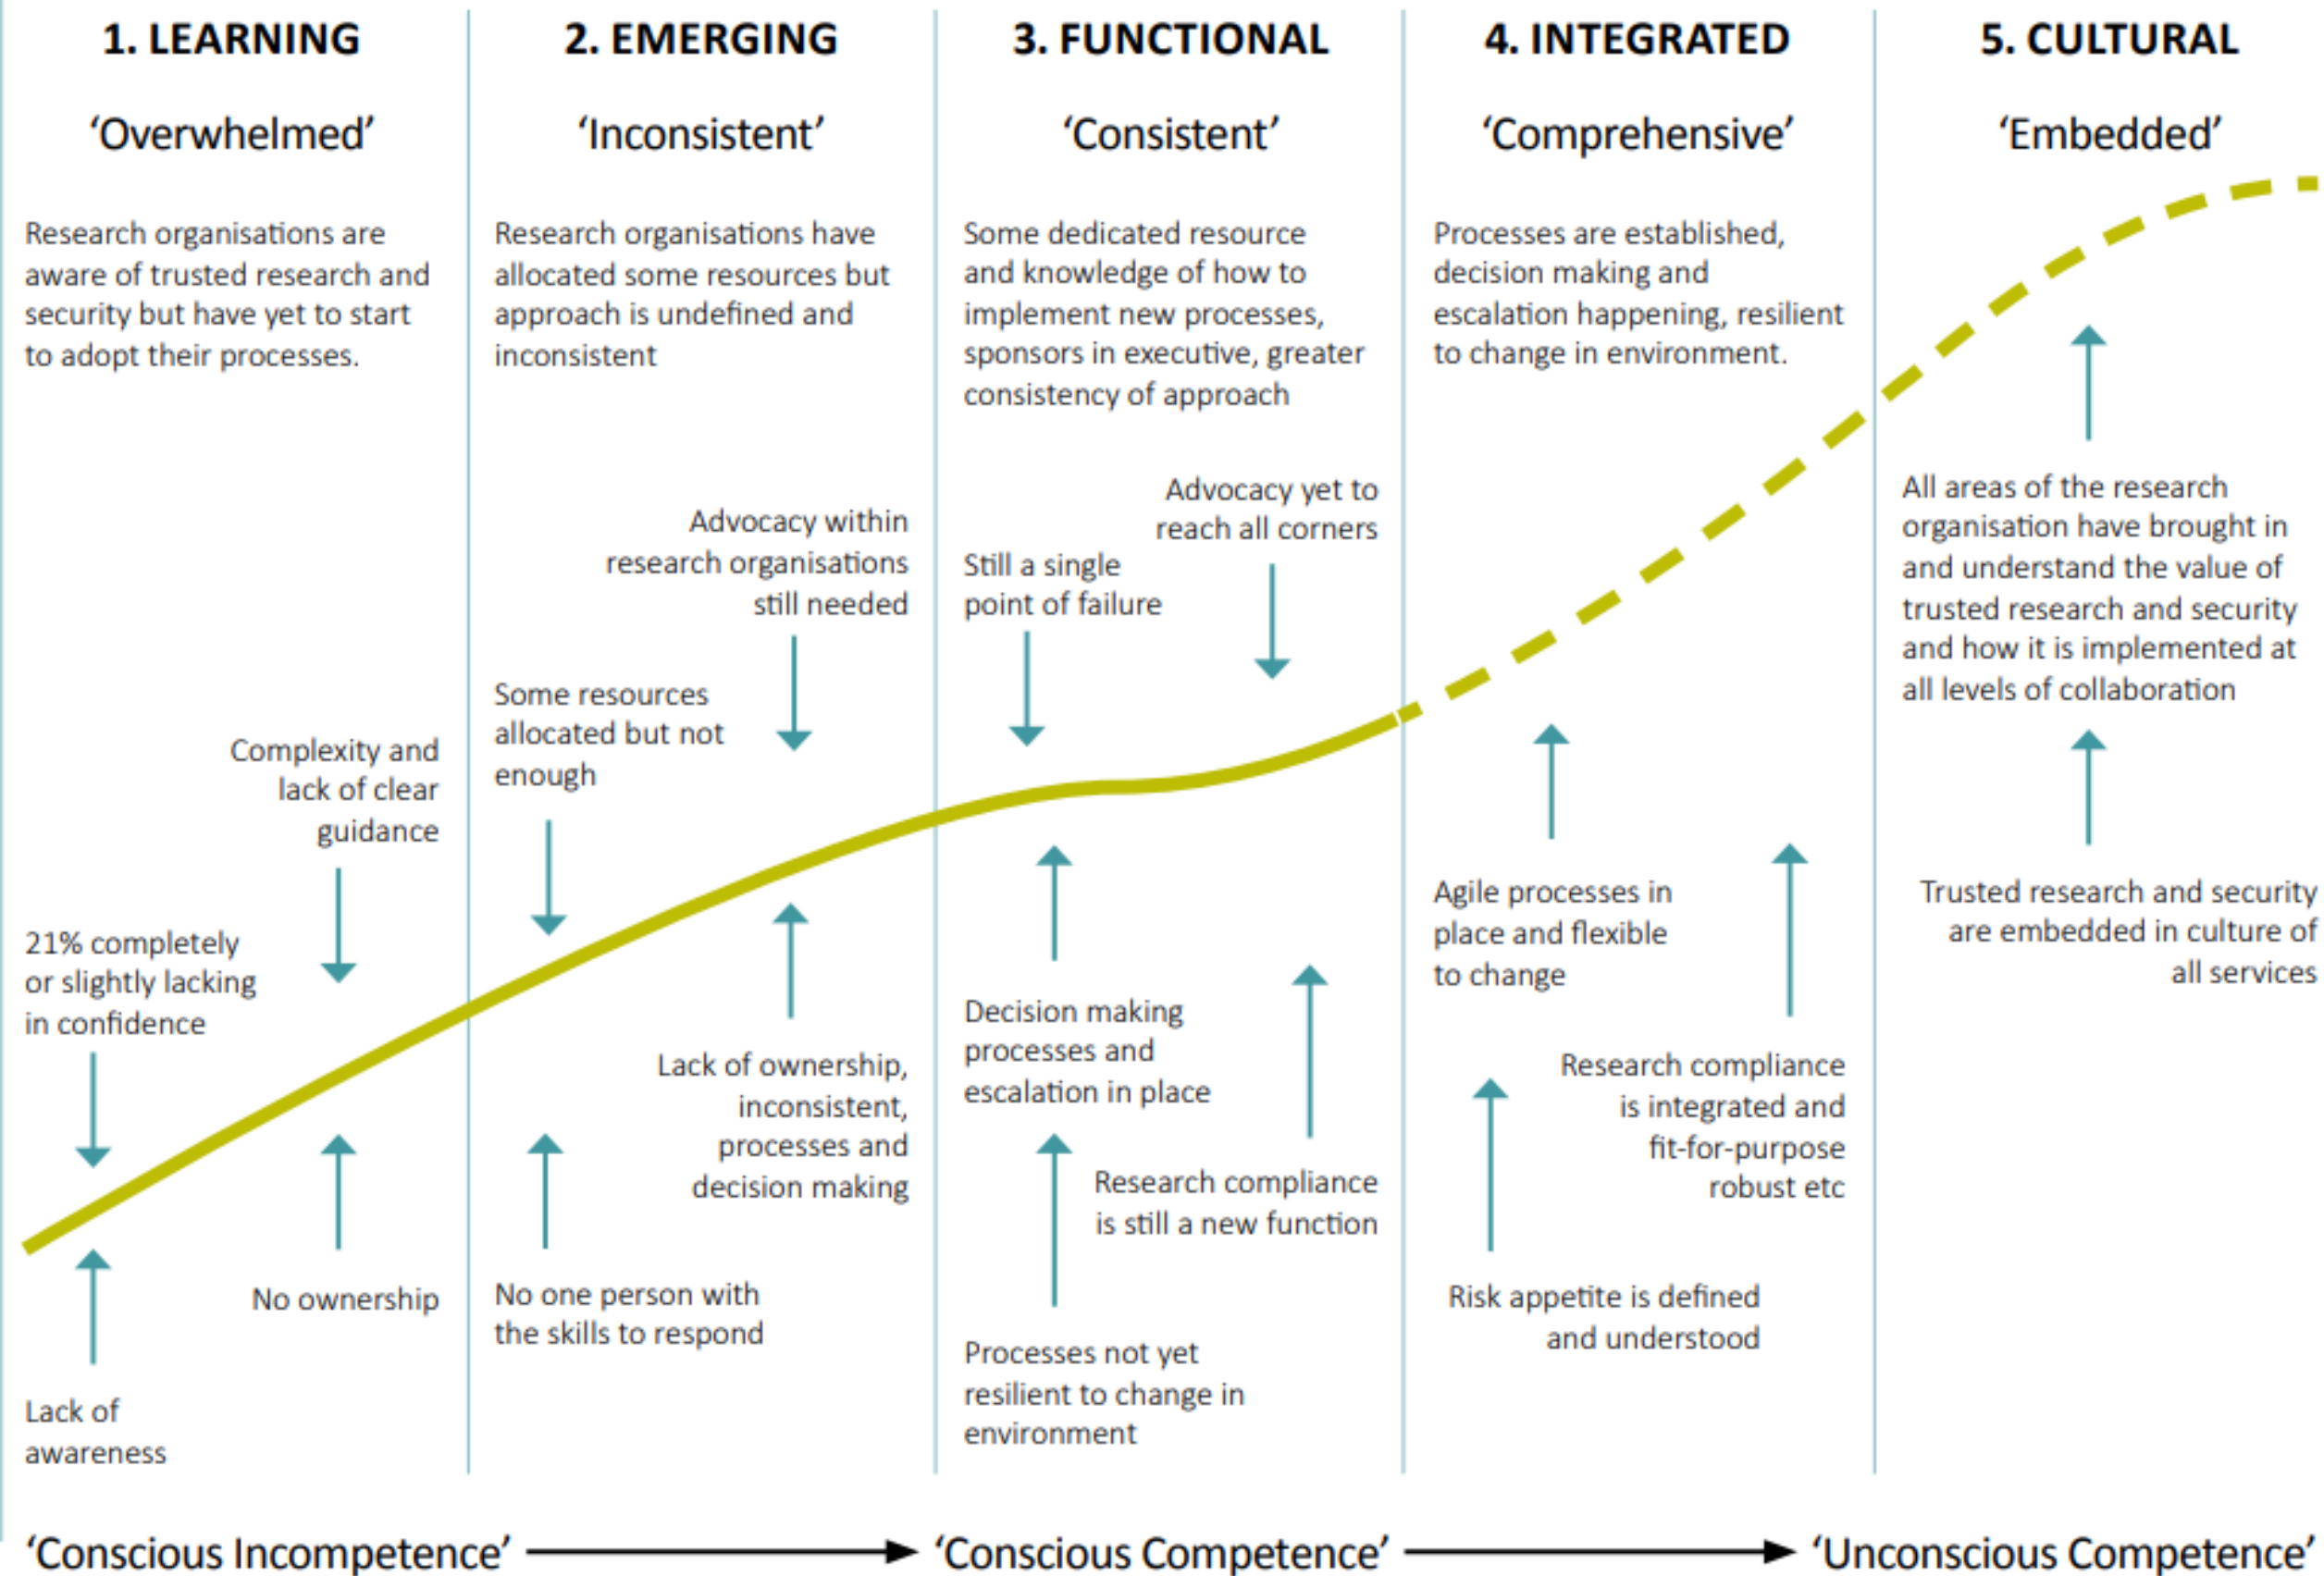 1. LEARNING
'Overwhelmed'
Research organisations are
aware of trusted research and
security but have yet to start
to adopt their processes.
Complexity and
lack of clear
guidance
21% completely
or slightly lacking
in confidence
No ownership
Lack of
awareness
2. EMERGING
'Inconsistent'
Research organisations have
allocated some resources but
approach is undefined and
inconsistent
Advocacy within
research organisations
still needed
Some resources
allocated but not
enough
Lack of ownership,
inconsistent,
processes and
decision making
No one person with
the skills to respond
3. FUNCTIONAL
'Consistent'
Some dedicated resource
and knowledge of how to
implement new processes,
sponsors in executive, greater
consistency of approach
Advocacy yet to
reach all corners
Still a single
point of failure
Decision making
processes and
escalation in place
Research compliance
is still a new function
Processes not yet
resilient to change in
environment
4. INTEGRATED
'Comprehensive'
Processes are established,
decision making and
escalation happening, resilient
to change in environment.
Agile processes in
place and flexible
to change
Research compliance
is integrated and
fit-for-purpose
robust etc
Risk appetite is defined
and understood
5. CULTURAL
'Embedded'
All areas of the research
organisation have brought in
and understand the value of
trusted research and security
and how it is implemented at
all levels of collaboration
Trusted research and security
are embedded in culture of
all services
'Conscious Incompetence'
'Conscious Competence'
'Unconscious Competence'